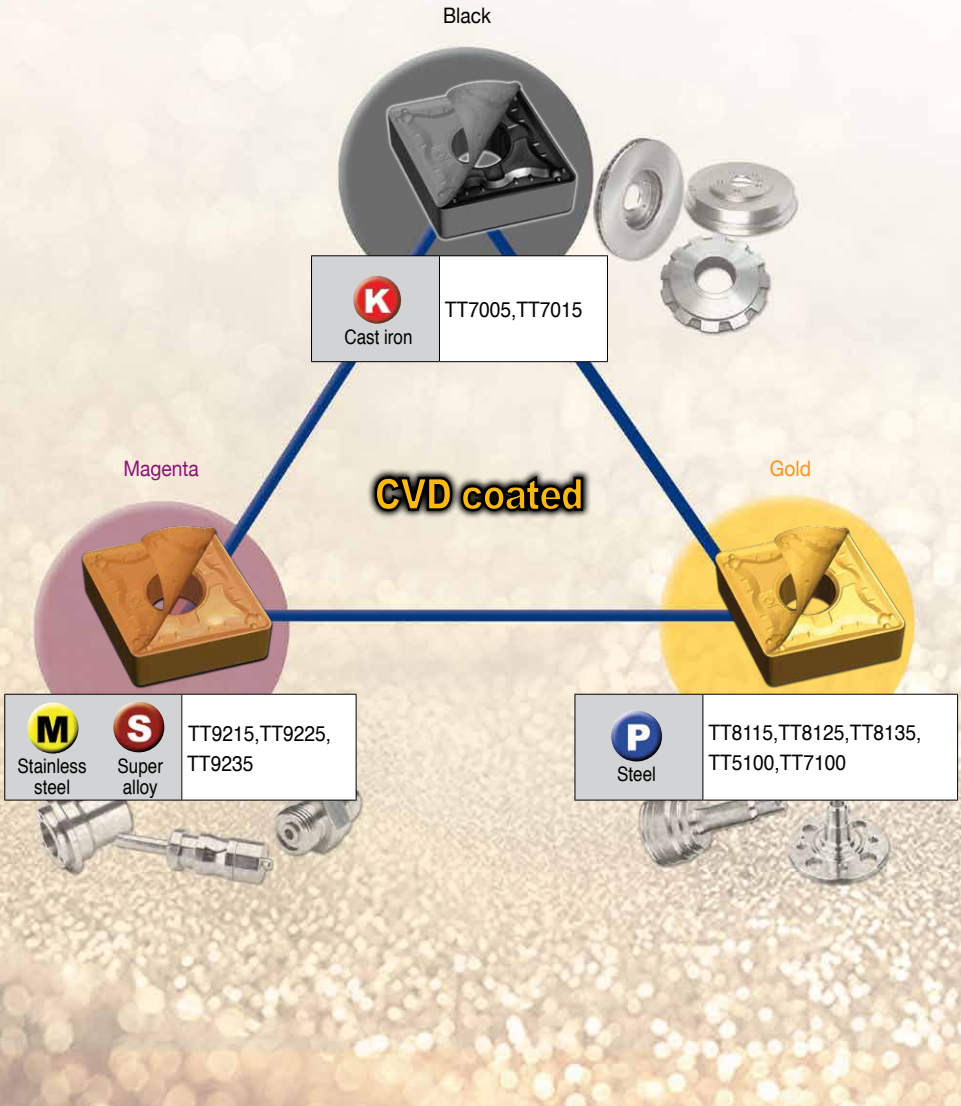 Black
K
Cast iron
TT7005,TT7015
Magenta
Gold
CVD coated
M
Stainless
steel
S
Super
alloy
TT9215,TT9225,
TT9235
P
Steel
TT8115,TT8125,TT8135,
TT5100,TT7100